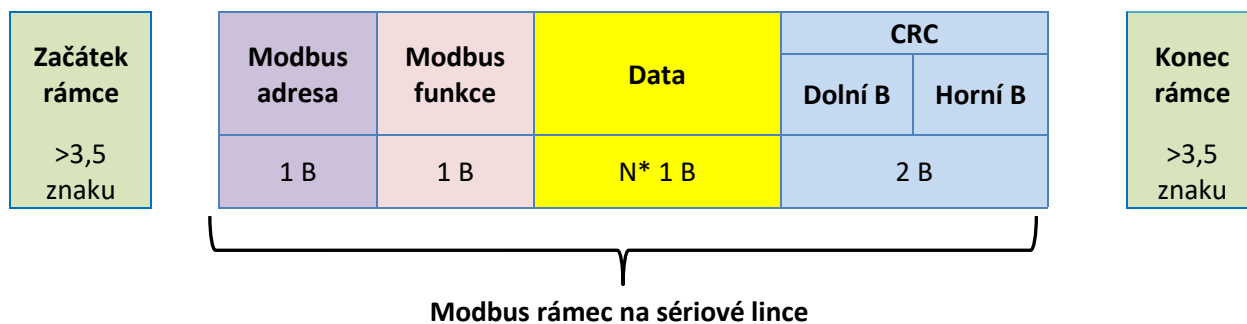 Začátek
rámce
>3,5
znaku
Modbus
adresa
Modbus
funkce
Data
CRC
Dolní B
Horní B
1 B
1 B
N* 1 B
2 B
Konec
rámce
>3,5
znaku
Modbus rámec na sériové lince